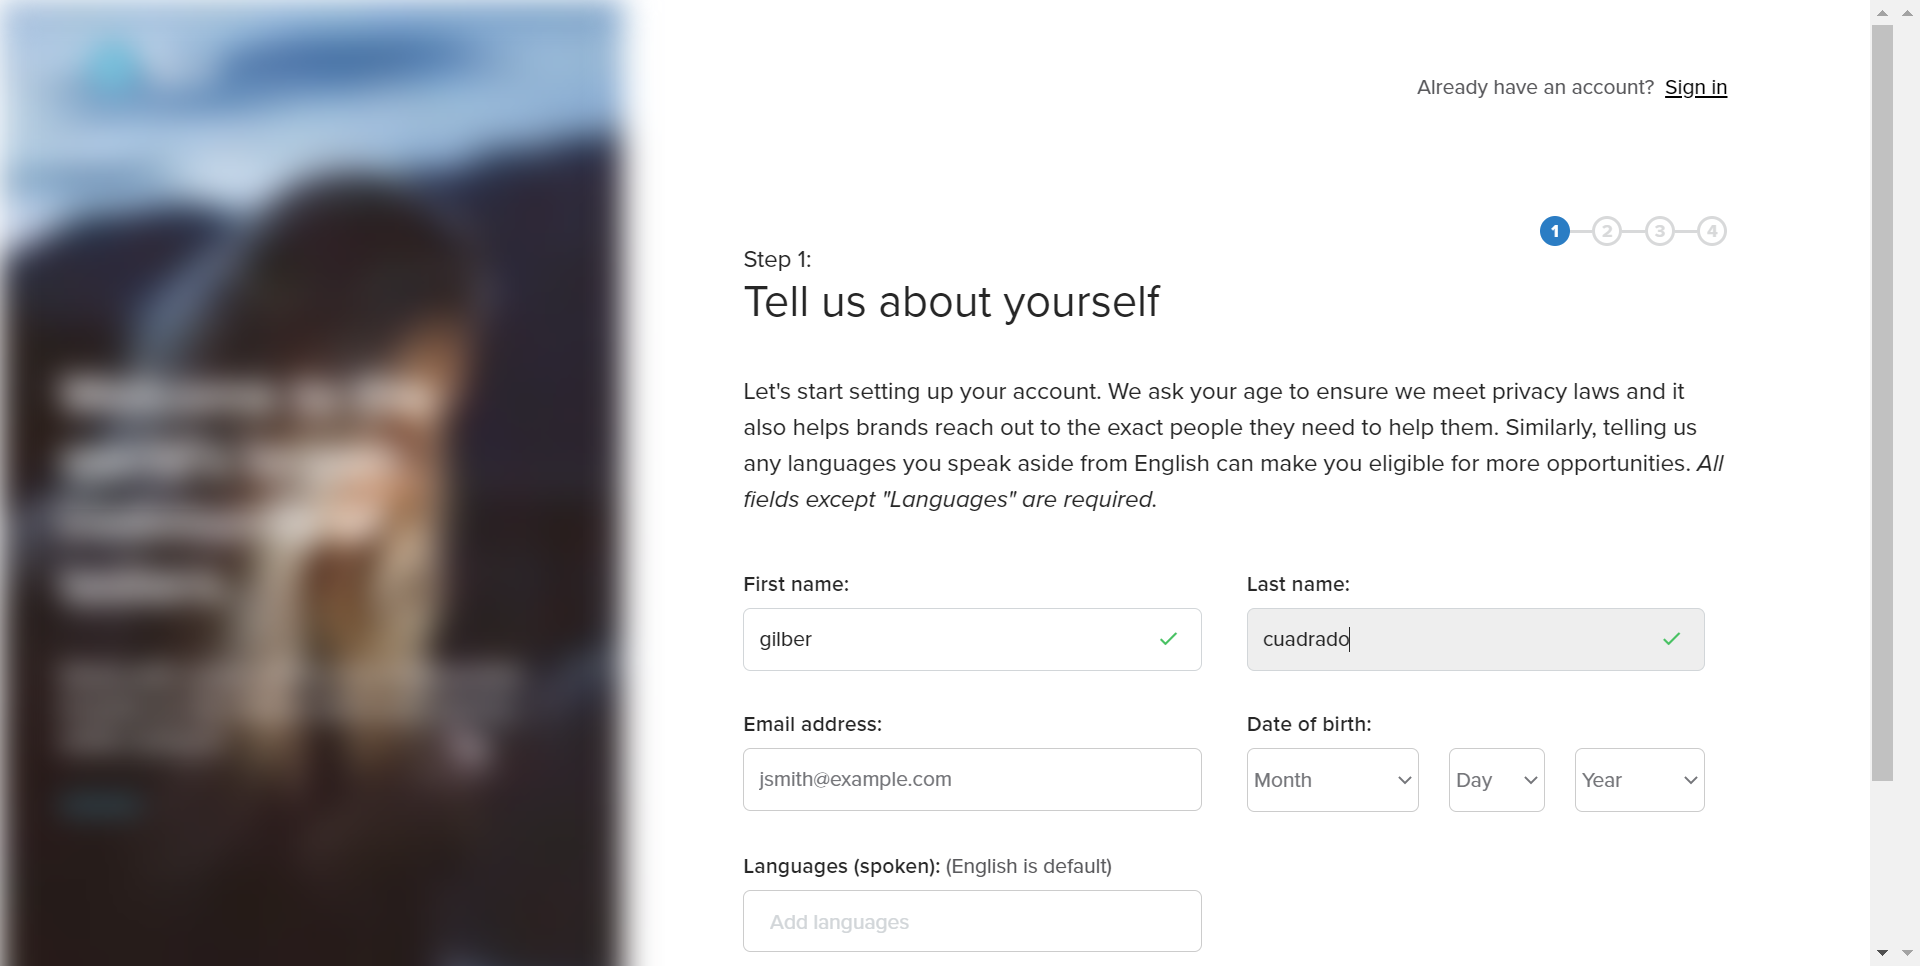 Already have an account? Sign in
1 2 3 4
Step 1:
Tell us about yourself
Let's start setting up your account. We ask your age to ensure we meet privacy laws and it
also helps brands reach out to the exact people they need to help them. Similarly, telling us
any languages you speak aside from English can make you eligible for more opportunities. All
fields except "Languages" are required.
First name:
Last name:
gilber
cuadrado
Email address:
Date of birth:
jsmith@example.com
Month
Day
Year
Languages (spoken): (English is default)
Add languages